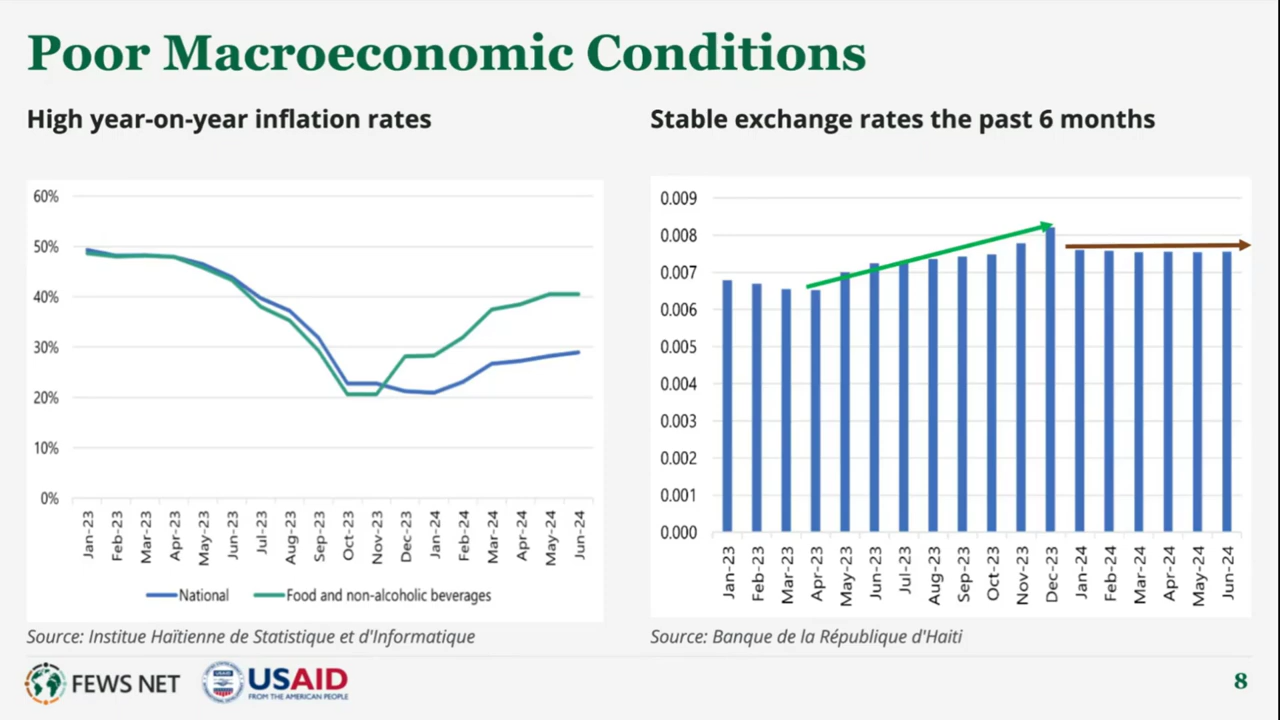 Poor Macroeconomic Conditions
High year-on-year inflation rates
60%
50%
40%
30%
20%
10%
0%
Jan-23
Feb-23
Mar-23
Apr-23
May-23
Jun-23
Jul-23
Aug-23
Sep-23
Oct-23
Nov-23
Dec-23
Jan-24
Feb-24
Mar-24
Apr-24
May-24
Jun-24
National
Food and non-alcoholic beverages
Source: Institue Haïtienne de Statistique et d'Informatique
Stable exchange rates the past 6 months
0.009
0.008
0.007
0.006
0.005
0.004
0.003
0.002
0.001
0.000
Jan-23
Feb-23
Mar-23
Apr-23
May-23
Jun-23
Jul-23
Aug-23
Sep-23
Oct-23
Nov-23
Dec-23
Jan-24
Feb-24
Mar-24
Apr-24
May-24
Jun-24
Source: Banque de la République d'Haiti
FEWS NET
USAID
USAID
FROM THE AMERICAN PEOPLE
8